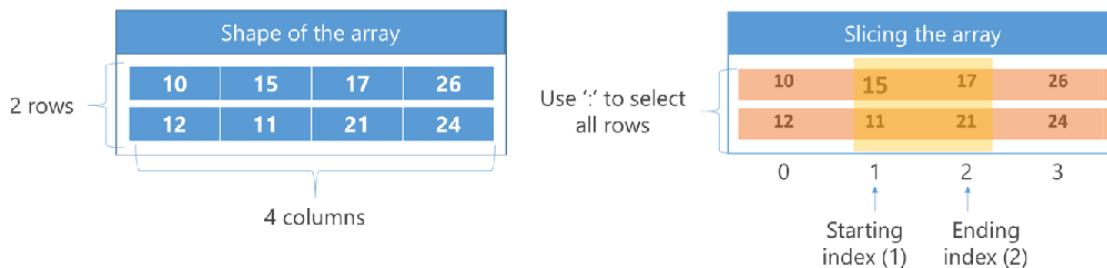 Shape of the array
10 15 17 26
2 rows
12 11 21 24
4 columns
Slicing the array
10 15 17 26
Use ‘:’ to select
all rows
12 11 21 24
0 1 2 3
Starting
index (1)
Ending
index (2)